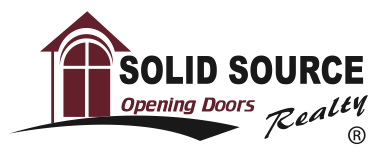 SOLID SOURCE
Opening Doors
Realty
®